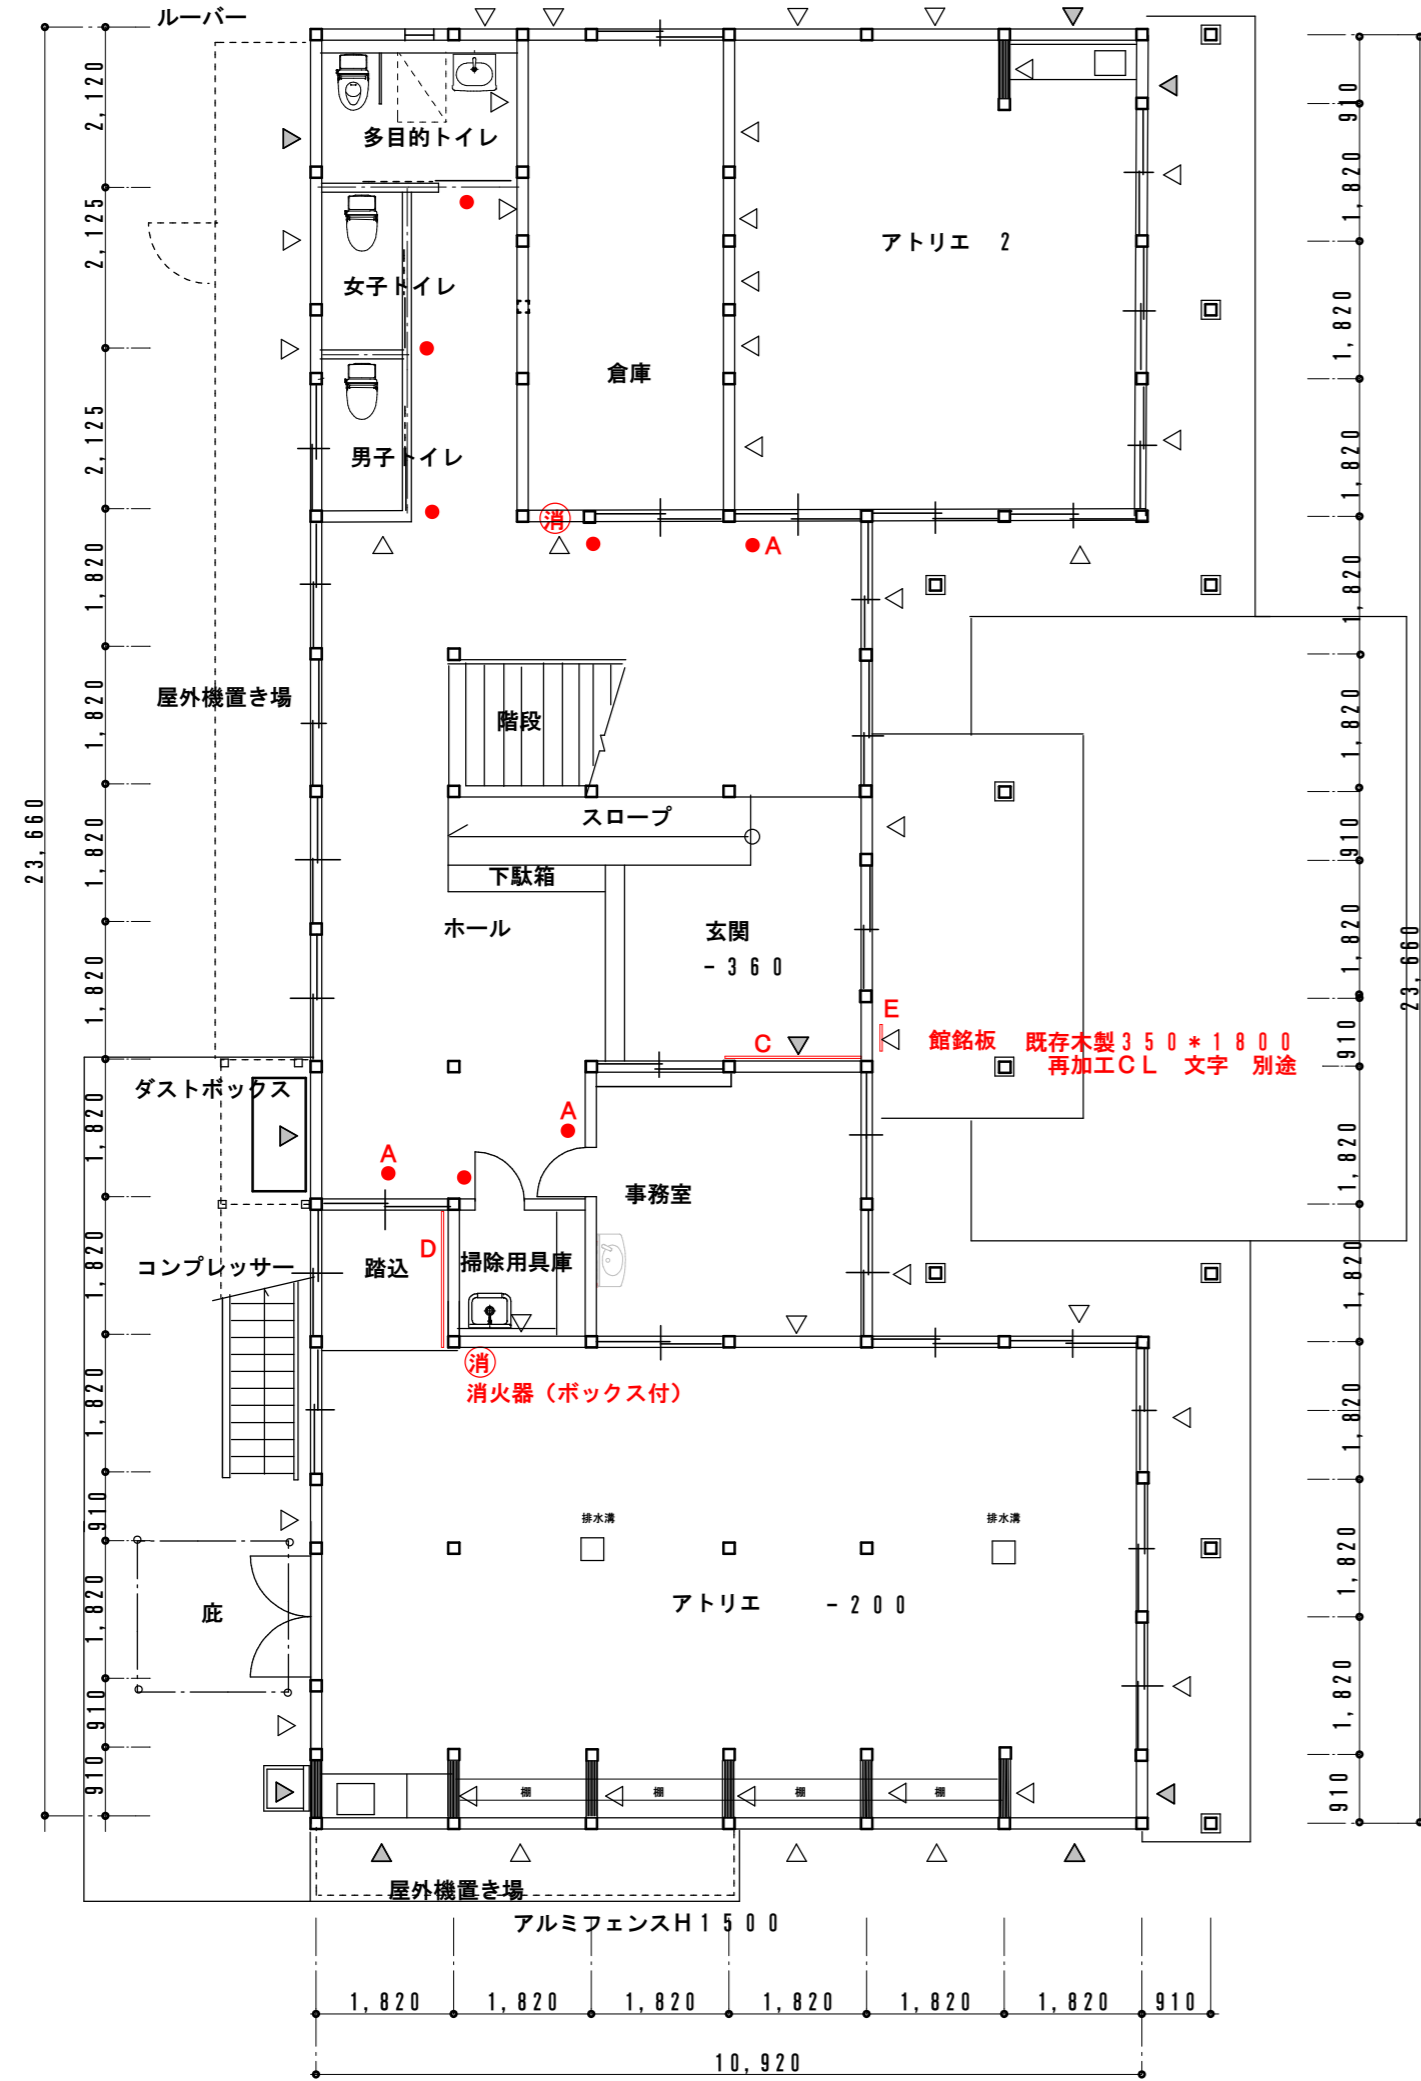 ルーバー
多目的トイレ
女子トイレ
男子トイレ
倉庫
アトリエ 2
消
A
屋外機置き場
階段
スロープ
下駄箱
ホール
玄関
-360
E
C
館銘板 既存木製350*1800
再加工CL 文字 別途
ダストボックス
A
A
事務室
D
コンプレッサー
踏込
掃除用具庫
消
消火器（ボックス付）
排水溝
排水溝
アトリエ -200
庇
棚
棚
棚
棚
屋外機置き場
アルミフェンスH1500
2,120
2,125
2,125
1,820
1,820
1,820
1,820
1,820
1,820
1,820
910
1,820
910
910
23,660
910
1,820
1,820
1,820
1,820
1,820
910
1,820
910
1,820
1,820
1,820
1,820
1,820
910
23,660
1,820
1,820
1,820
1,820
1,820
1,820
910
10,920